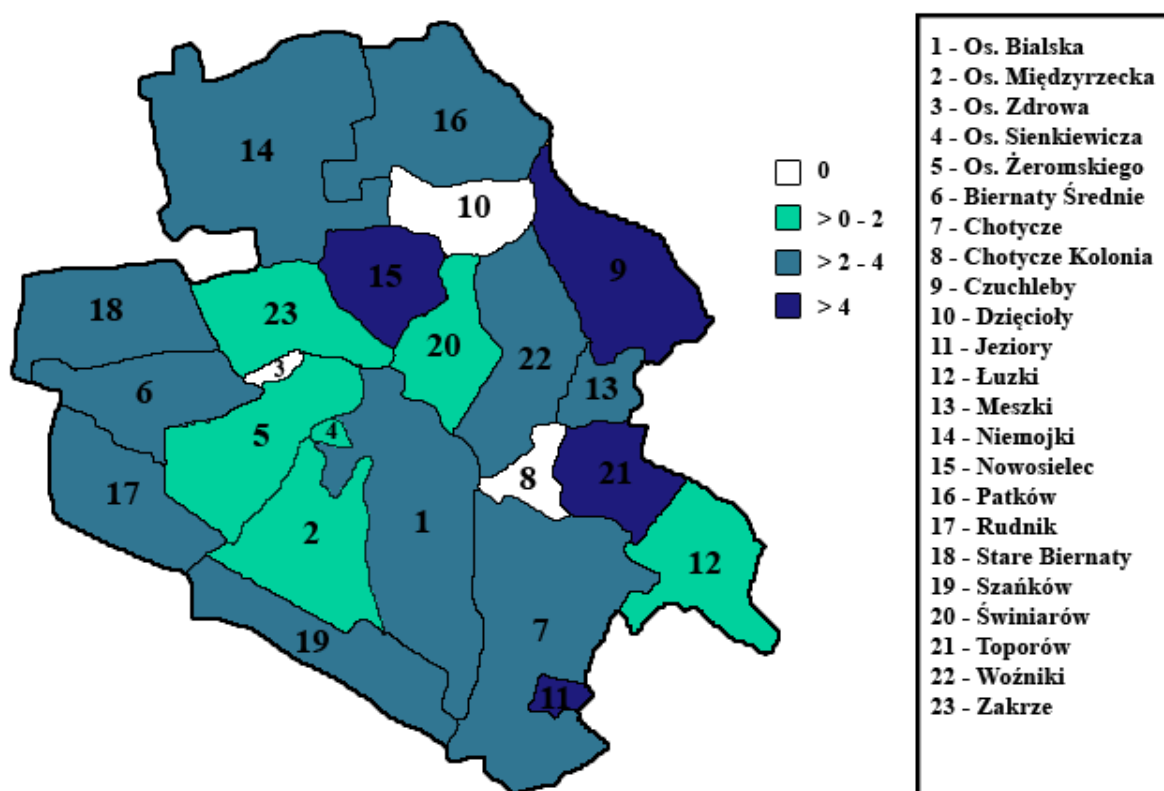 14
16
10
9
15
18
23
20
22
3
6
13
5
4
8
21
17
2
1
12
7
19
11
0
> 0 - 2
> 2 - 4
> 4
1 - Os. Bialska
2 - Os. Międzyrzecka
3 - Os. Zdrowa
4 - Os. Sienkiewicza
5 - Os. Żeromskiego
6 - Biernaty Średnie
7 - Chotycze
8 - Chotycze Kolonia
9 - Czuchleby
10 - Dzięcioły
11 - Jeziory
12 - Łuzki
13 - Meszki
14 - Niemojki
15 - Nowosielec
16 - Patków
17 - Rudnik
18 - Stare Biernaty
19 - Szańków
20 - Świniarów
21 - Toporów
22 - Woźniki
23 - Zakrze